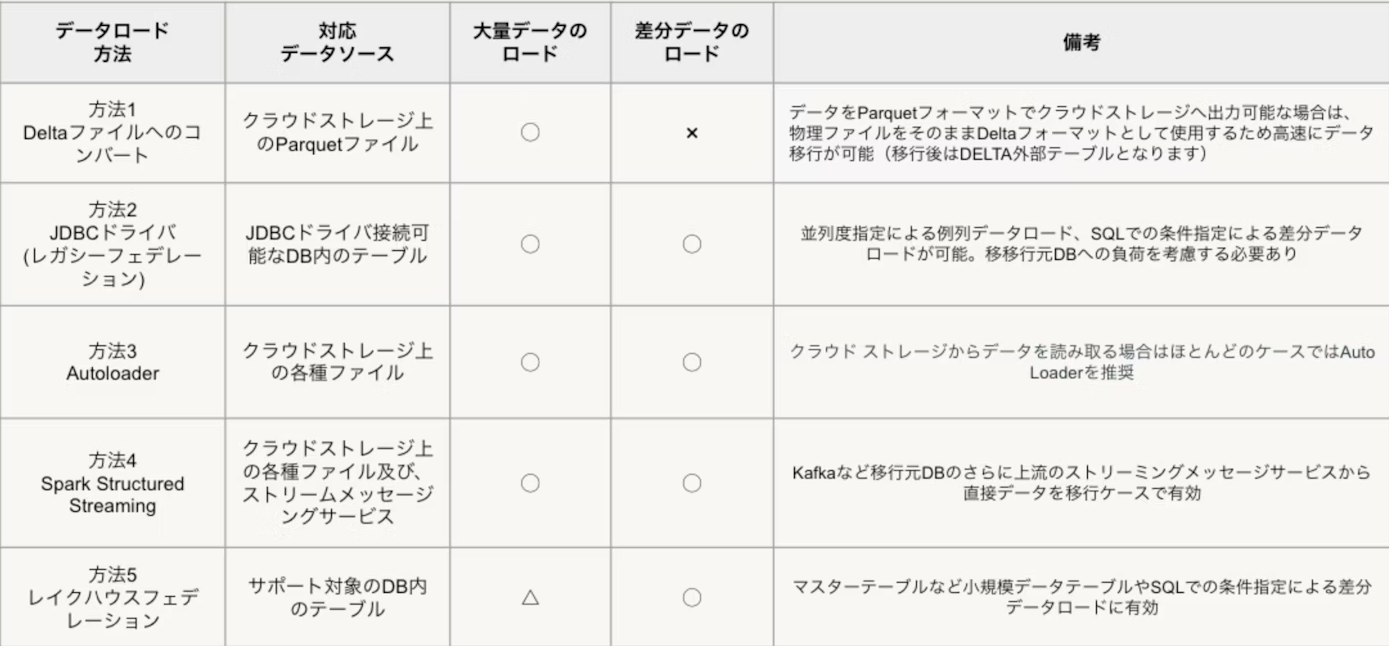 データロード
方法
対応
データソース
大量データの
ロード
差分データの
ロード
備考
方法1
Deltaファイルへのコ
ンバート
クラウドストレージ上
のParquetファイル
○
×
データをParquetフォーマットでクラウドストレージへ出力可能な場合は、
物理ファイルをそのままDeltaフォーマットとして使用するため高速にデータ
移行が可能（移行後はDELTA外部テーブルとなります）
方法2
JDBCドライバ
(レガシーフェデレー
ション)
JDBCドライバ接続可
能なDB内のテーブル
○
○
並列度指定による例列データロード、SQLでの条件指定による差分データ
ロードが可能。移移行元DBへの負荷を考慮する必要あり
方法3
Autoloader
クラウドストレージ上
の各種ファイル
○
○
クラウド ストレージからデータを読み取る場合はほとんどのケースではAuto
Loaderを推奨
方法4
Spark Structured
Streaming
クラウドストレージ上
の各種ファイル及び、
ストリームメッセージ
ングサービス
○
○
Kafkaなど移行元DBのさらに上流のストリーミングメッセージサービスから
直接データを移行ケースで有効
方法5
レイクハウスフェデ
レーション
サポート対象のDB内
のテーブル
△
○
マスターテーブルなど小規模データテーブルやSQLでの条件指定による差分
データロードに有効